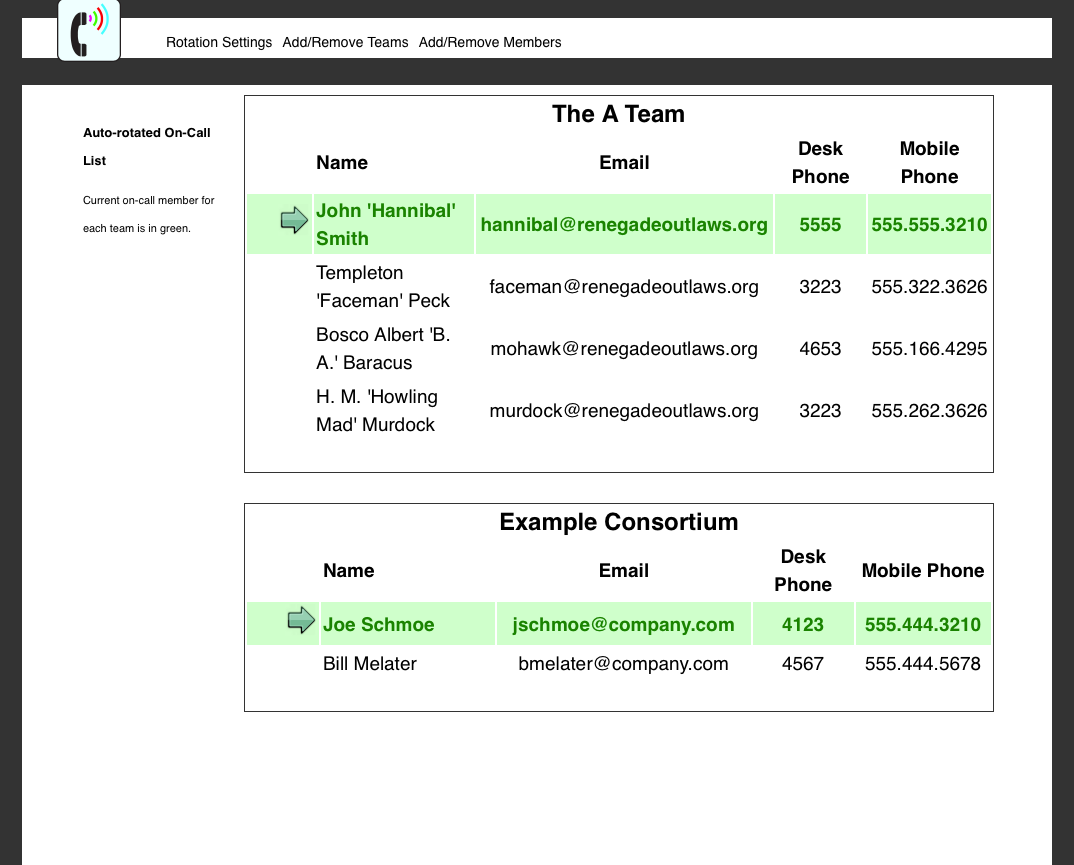 Rotation Settings Add/Remove Teams Add/Remove Members
Auto-rotated On-Call
List
Current on-call member for
each team is in green.
The A Team
Name Email Desk Phone Mobile Phone
John 'Hannibal' Smith hannibal@renegadeoutlaws.org 5555 555.555.3210
Templeton 'Faceman' Peck faceman@renegadeoutlaws.org 3223 555.322.3626
Bosco Albert 'B. A.' Baracus mohawk@renegadeoutlaws.org 4653 555.166.4295
H. M. 'Howling Mad' Murdock murdock@renegadeoutlaws.org 3223 555.262.3626
Example Consortium
Name Email Desk Phone Mobile Phone
Joe Schmoe jschmoe@company.com 4123 555.444.3210
Bill Melater bmelater@company.com 4567 555.444.5678